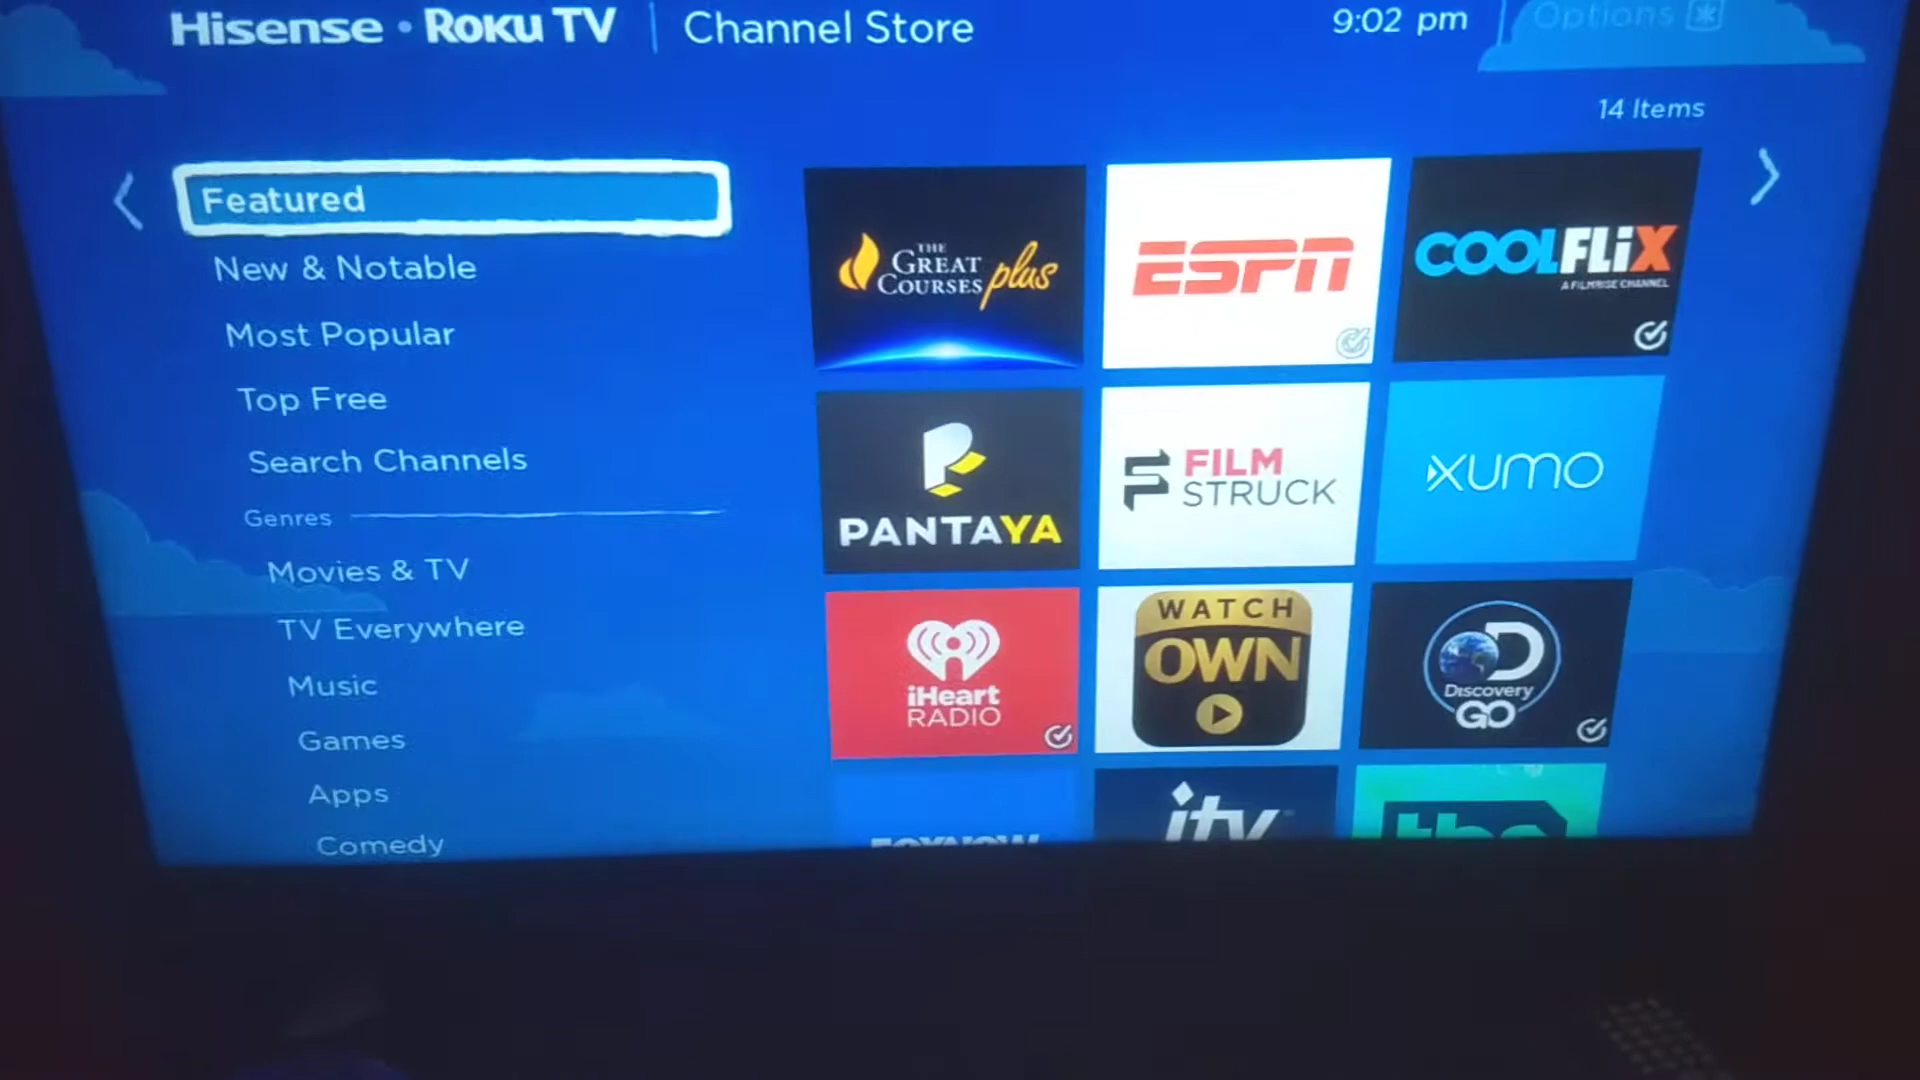 Hisense • Roku TV | Channel Store
9:02 pm
Options
14 Items
Featured
New & Notable
Most Popular
Top Free
Search Channels
Genres
Movies & TV
TV Everywhere
Music
Games
Apps
Comedy
THE
GREAT
COURSES plus
ESPN
COOLFLiX
A FILMRISE CHANNEL
PANTAYA
FILM
STRUCK
XUMO
iHeart
RADIO
WATCH
OWN
DISCOVERY
GO
FOXNOW
itv
tbs